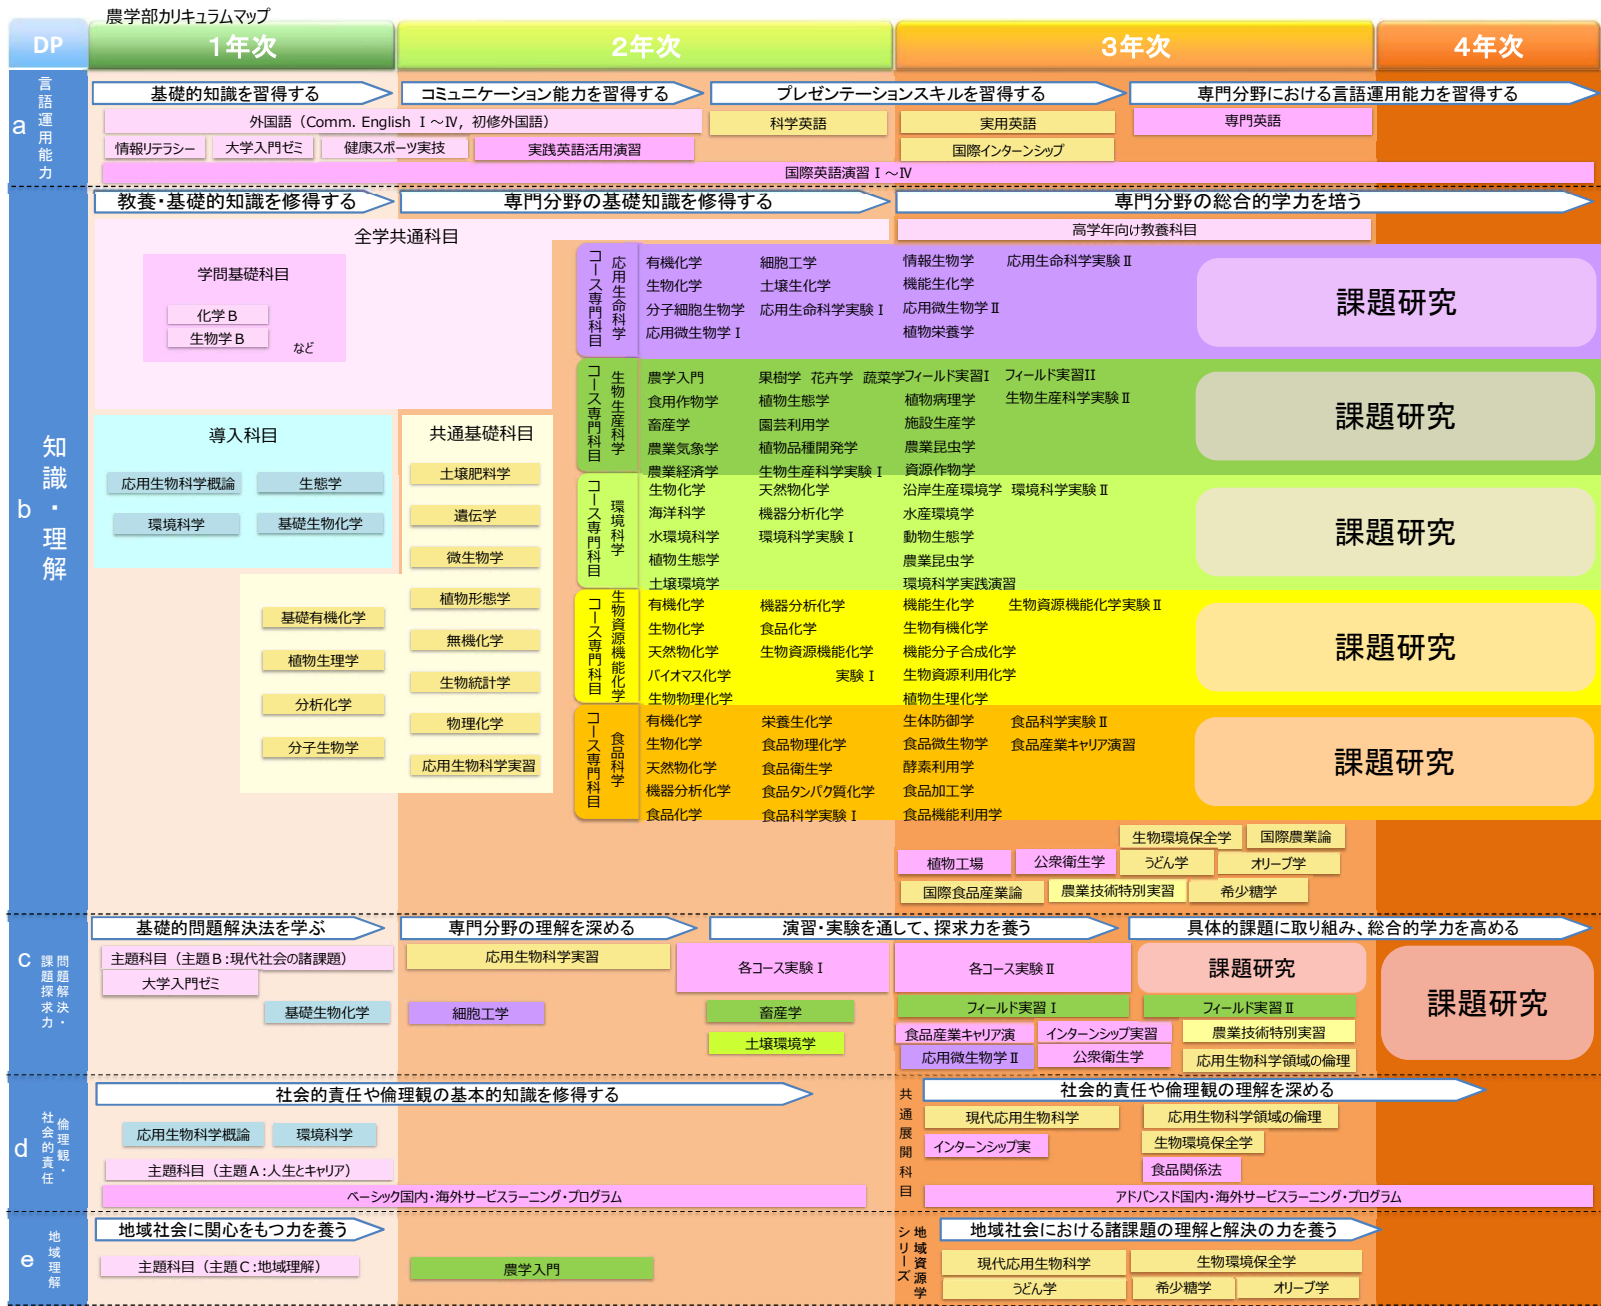 農学部カリキュラムマップ
DP
1年次
2年次
3年次
4年次
a
言語運用能力
基礎的知識を習得する
コミュニケーション能力を習得する
プレゼンテーションスキルを習得する
専門分野における言語運用能力を習得する
外国語（Comm. English Ⅰ～Ⅳ, 初修外国語）
科学英語
実用英語
専門英語
情報リテラシー
大学入門ゼミ
健康スポーツ実技
実践英語活用演習
国際インターンシップ
国際英語演習Ⅰ～Ⅳ
b
知識・理解
教養・基礎的知識を修得する
専門分野の基礎知識を修得する
専門分野の総合的学力を培う
全学共通科目
高学年向け教養科目
学問基礎科目
化学B
生物学B
など
導入科目
応用生物科学概論
生態学
環境科学
基礎生物化学
共通基礎科目
土壌肥料学
遺伝学
微生物学
植物形態学
無機化学
生物統計学
物理化学
応用生物科学実習
基礎有機化学
植物生理学
分析化学
分子生物学
応用生命科学
コース専門科目
有機化学
細胞工学
情報生物学
応用生命科学実験Ⅱ
生物化学
土壌生化学
機能生化学
分子細胞生物学
応用生命科学実験Ⅰ
応用微生物学Ⅱ
応用微生物学Ⅰ
植物栄養学
課題研究
生物生産科学
コース専門科目
農学入門
果樹学 花卉学 蔬菜学
フィールド実習Ⅰ
フィールド実習II
食用作物学
植物生態学
植物病理学
生物生産科学実験Ⅱ
畜産学
園芸利用学
施設生産学
農業気象学
植物品種開発学
農業昆虫学
農業経済学
生物生産科学実験Ⅰ
資源作物学
課題研究
環境科学
コース専門科目
生物化学
天然物化学
沿岸生産環境学
環境科学実験Ⅱ
海洋科学
機器分析化学
水産環境学
水環境科学
環境科学実験Ⅰ
動物生態学
植物生態学
農業昆虫学
土壌環境学
環境科学実践演習
課題研究
生物資源機能化学
コース専門科目
有機化学
機器分析化学
機能生化学
生物資源機能化学実験Ⅱ
生物化学
食品化学
生物有機化学
天然物化学
生物資源機能化学
機能分子合成化学
バイオマス化学
実験Ⅰ
生物資源利用化学
生物物理化学
植物生理化学
課題研究
食品科学
コース専門科目
有機化学
栄養生化学
生体防御学
食品科学実験Ⅱ
生物化学
食品物理化学
食品微生物学
食品産業キャリア演習
天然物化学
食品衛生学
酵素利用学
機器分析化学
食品タンパク質化学
食品加工学
食品化学
食品科学実験Ⅰ
食品機能利用学
課題研究
生物環境保全学
国際農業論
植物工場
公衆衛生学
うどん学
オリーブ学
国際食品産業論
農業技術特別実習
希少糖学
c
問題解決・
課題探求力
基礎的問題解決法を学ぶ
専門分野の理解を深める
演習・実験を通して、探求力を養う
具体的課題に取り組み、総合的学力を高める
主題科目（主題B：現代社会の諸課題）
大学入門ゼミ
基礎生物化学
応用生物科学実習
細胞工学
各コース実験Ⅰ
畜産学
土壌環境学
各コース実験Ⅱ
課題研究
フィールド実習Ⅰ
フィールド実習Ⅱ
食品産業キャリア演
インターンシップ実習
農業技術特別実習
応用微生物学Ⅱ
公衆衛生学
応用生物科学領域の倫理
課題研究
d
倫理観・
社会的責任
社会的責任や倫理観の基本的知識を修得する
社会的責任や倫理観の理解を深める
応用生物科学概論
環境科学
主題科目（主題A：人生とキャリア）
ベーシック国内・海外サービスラーニング・プログラム
共通展開科目
現代応用生物科学
応用生物科学領域の倫理
インターンシップ実
生物環境保全学
食品関係法
アドバンスド国内・海外サービスラーニング・プログラム
e
地域理解
地域社会に関心をもつ力を養う
地域社会における諸課題の理解と解決の力を養う
主題科目（主題C：地域理解）
農学入門
地域資源学
シリーズ
現代応用生物科学
生物環境保全学
うどん学
希少糖学
オリーブ学